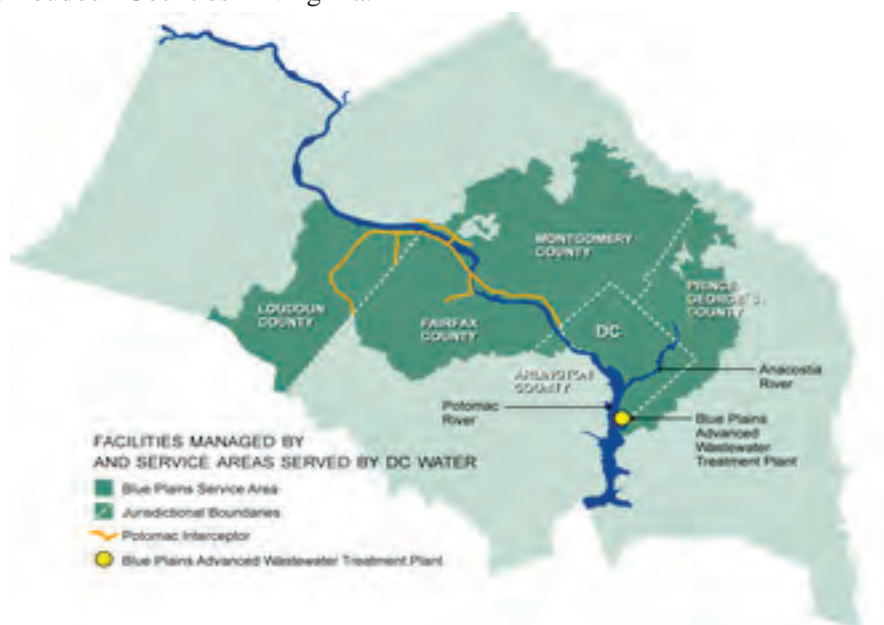 MONTGOMERY
COUNTY
PRINCE
GEORGE'S
COUNTY
LOUDOUN
COUNTY
FAIRFAX
COUNTY
DC
ARLINGTON
COUNTY
Anacostia
River
Potomac
River
Blue Plains
Advanced
Wastewater
Treatment Plant
FACILITIES MANAGED BY
AND SERVICE AREAS SERVED BY DC WATER
Blue Plains Service Area
Jurisdictional Boundaries
Potomac Interceptor
Blue Plains Advanced Wastewater Treatment Plant